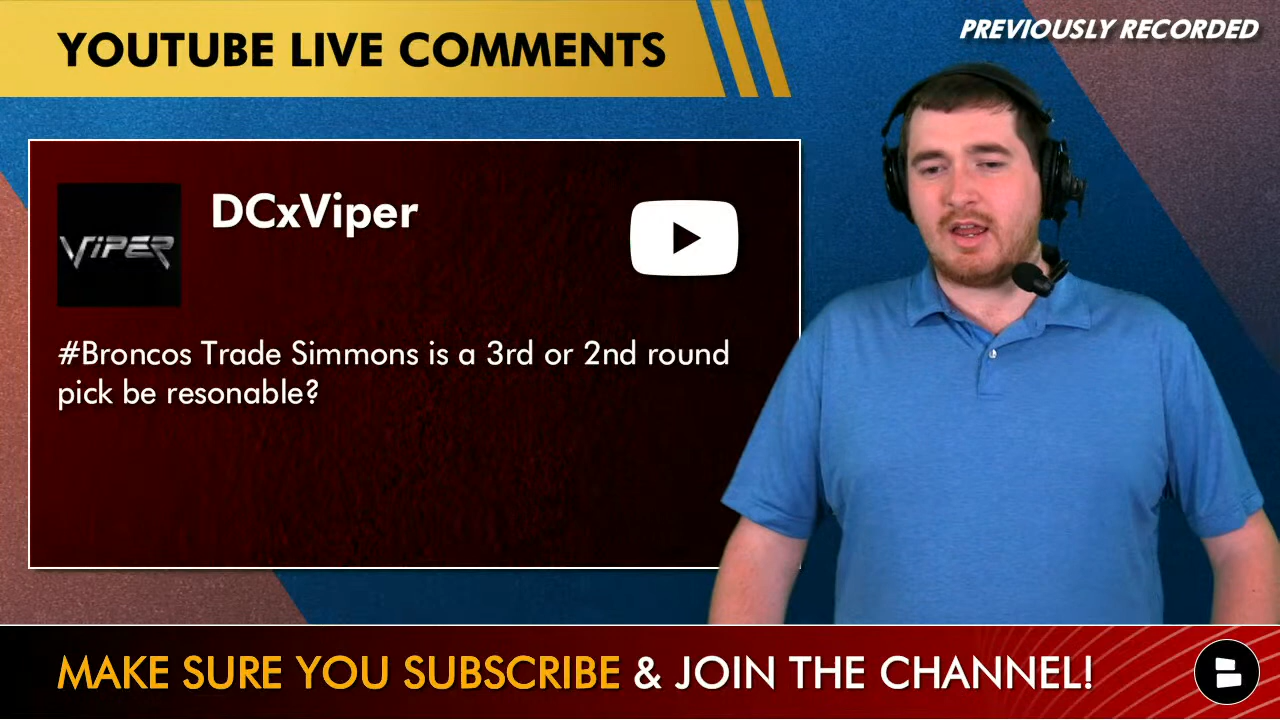 YOUTUBE LIVE COMMENTS
PREVIOUSLY RECORDED
VIPER
DCxViper
#Broncos Trade Simmons is a 3rd or 2nd round
pick be resonable?
MAKE SURE YOU SUBSCRIBE & JOIN THE CHANNEL!